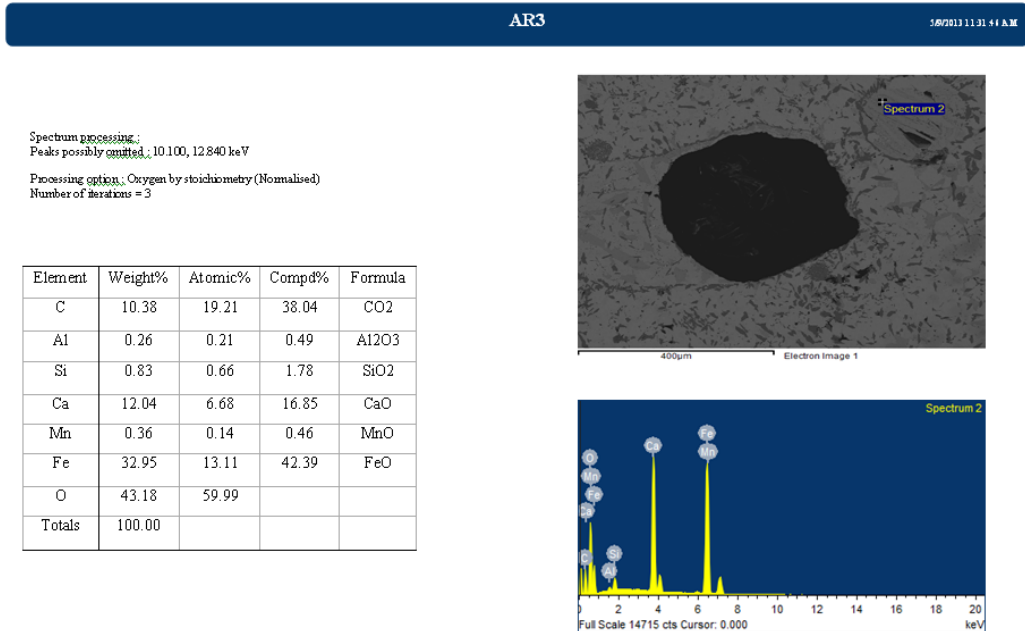 AR3
5/9/2013 11:31:46 AM
Spectrum processing :
Peaks possibly omitted : 10.100, 12.840 keV
Processing option : Oxygen by stoichiometry (Normalised)
Number of iterations = 3
Element Weight% Atomic% Compd% Formula
C 10.38 19.21 38.04 CO2
Al 0.26 0.21 0.49 Al2O3
Si 0.83 0.66 1.78 SiO2
Ca 12.04 6.68 16.85 CaO
Mn 0.36 0.14 0.46 MnO
Fe 32.95 13.11 42.39 FeO
O 43.18 59.99
Totals 100.00
Spectrum 2
400µm Electron Image 1
Spectrum 2
Fe
Ca Mn
O
Mn
Fe
Ca
C Si
Al
2 4 6 8 10 12 14 16 18 20
Full Scale 14715 cts Cursor: 0.000 keV